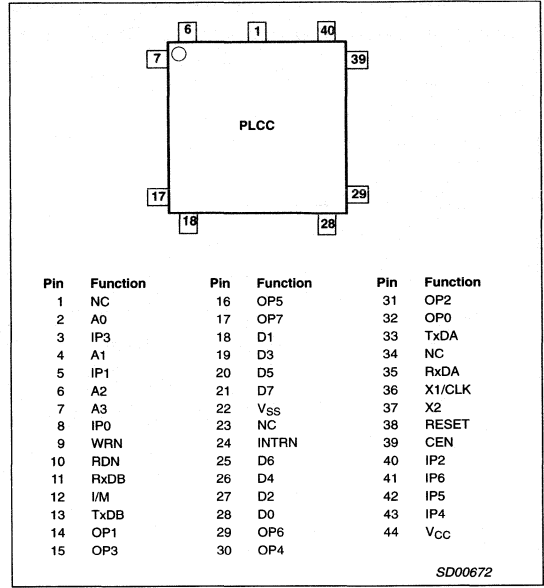 6 1 40
7 39
PLCC
17 29
18 28
Pin Function Pin Function Pin Function
1 NC 16 OP5 31 OP2
2 A0 17 OP7 32 OP0
3 IP3 18 D1 33 TxDA
4 A1 19 D3 34 NC
5 IP1 20 D5 35 RxDA
6 A2 21 D7 36 X1/CLK
7 A3 22 VSS 37 X2
8 IP0 23 NC 38 RESET
9 WRN 24 INTRN 39 CEN
10 RDN 25 D6 40 IP2
11 RxDB 26 D4 41 IP6
12 I/M 27 D2 42 IP5
13 TxDB 28 D0 43 IP4
14 OP1 29 OP6 44 VCC
15 OP3 30 OP4
SD00672